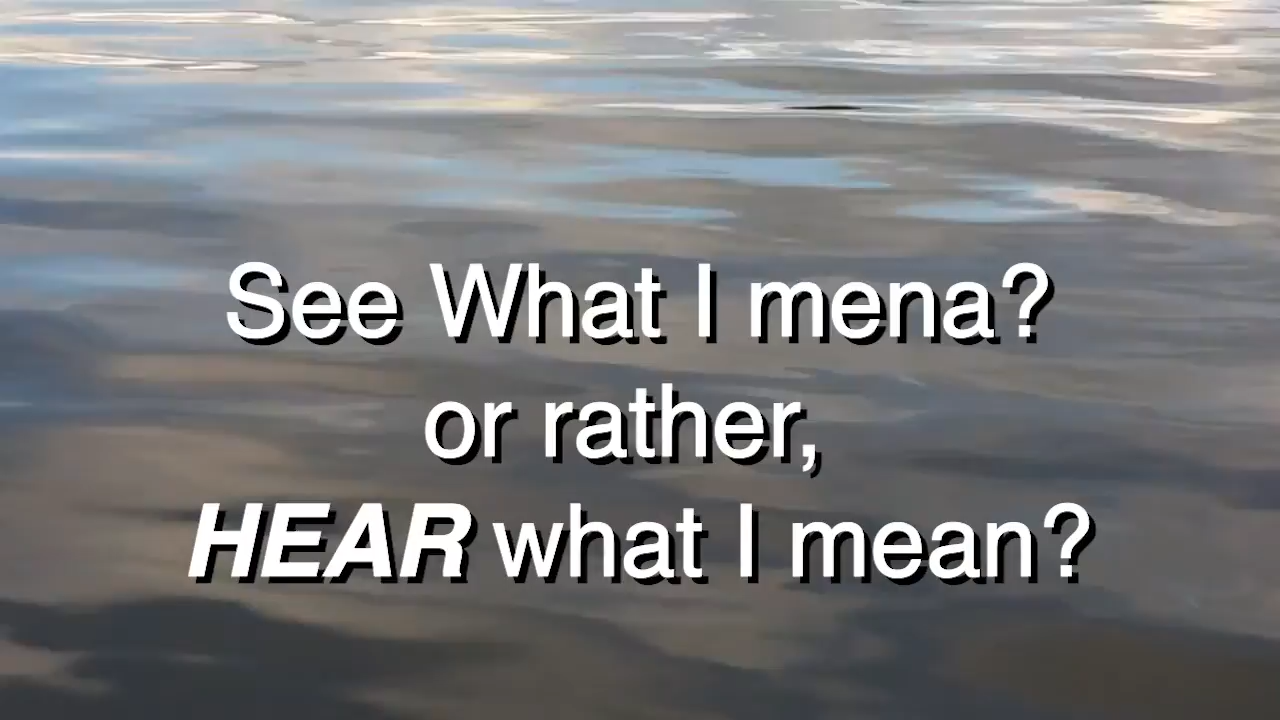 See What I mena?
or rather,
HEAR what I mean?